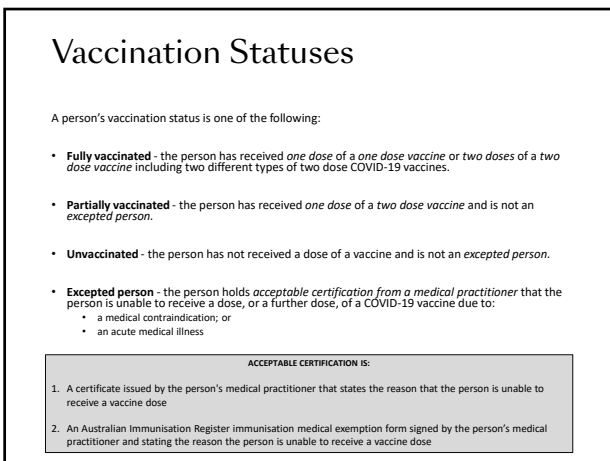 Vaccination Statuses
A person's vaccination status is one of the following:
• Fully vaccinated - the person has received one dose of a one dose vaccine or two doses of a two
dose vaccine including two different types of two dose COVID-19 vaccines.
• Partially vaccinated - the person has received one dose of a two dose vaccine and is not an
excepted person.
• Unvaccinated - the person has not received a dose of a vaccine and is not an excepted person.
• Excepted person - the person holds acceptable certification from a medical practitioner that the
person is unable to receive a dose, or a further dose, of a COVID-19 vaccine due to:
• a medical contraindication; or
• an acute medical illness
ACCEPTABLE CERTIFICATION IS:
1. A certificate issued by the person's medical practitioner that states the reason that the person is unable to
receive a vaccine dose
2. An Australian Immunisation Register immunisation medical exemption form signed by the person's medical
practitioner and stating the reason the person is unable to receive a vaccine dose